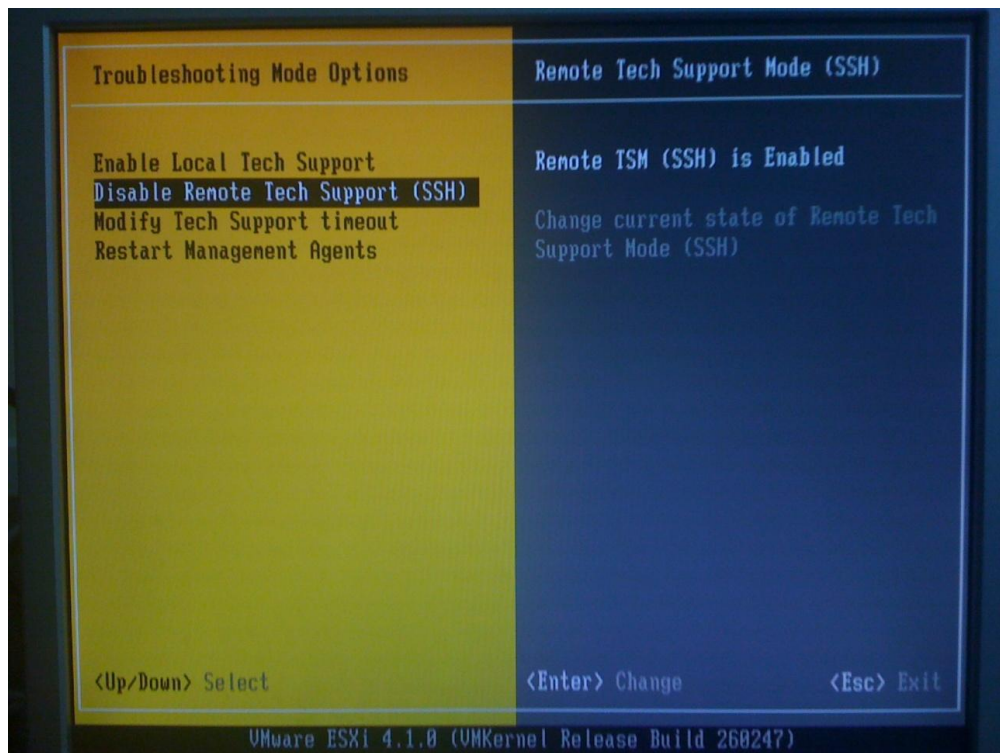 Troubleshooting Mode Options
Enable Local Tech Support
Disable Remote Tech Support (SSH)
Modify Tech Support timeout
Restart Management Agents
<Up/Down> Select
Remote Tech Support Mode (SSH)
Remote TSM (SSH) is Enabled
Change current state of Remote Tech
Support Mode (SSH)
<Enter> Change
<Esc> Exit
VMware ESXi 4.1.0 (VMKernel Release Build 260247)